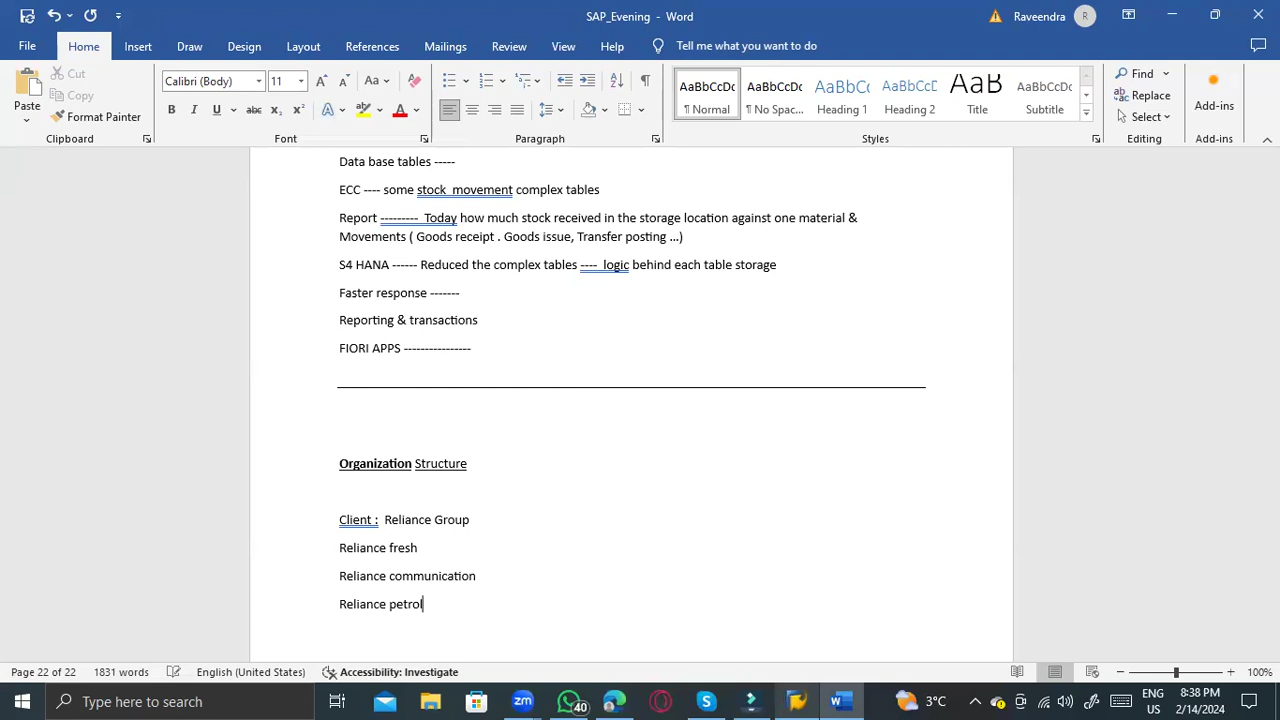 SAP_Evening - Word
Raveendra
R
File
Home
Insert
Draw
Design
Layout
References
Mailings
Review
View
Help
Tell me what you want to do
Paste
Cut
Copy
Format Painter
Clipboard
Calibri (Body)
11
Font
Paragraph
AaBbCcDc
¶ Normal
AaBbCcDc
¶ No Spac...
AaBbCc
Heading 1
AaBbCcD
Heading 2
AaB
Title
AaBbCcD
Subtitle
Styles
Find
Replace
Select
Editing
Add-ins
Add-ins
Data base tables -----
ECC ---- some stock  movement complex tables
Report ---------  Today how much stock received in the storage location against one material &
Movements ( Goods receipt . Goods issue, Transfer posting ...)
S4 HANA ------ Reduced the complex tables ----  logic behind each table storage
Faster response -------
Reporting & transactions
FIORI APPS ----------------
Organization Structure
Client :  Reliance Group
Reliance fresh
Reliance communication
Reliance petrol
Page 22 of 22
1831 words
English (United States)
Accessibility: Investigate
100%
Type here to search
zm
40
3°C
ENG
US
8:38 PM
2/14/2024